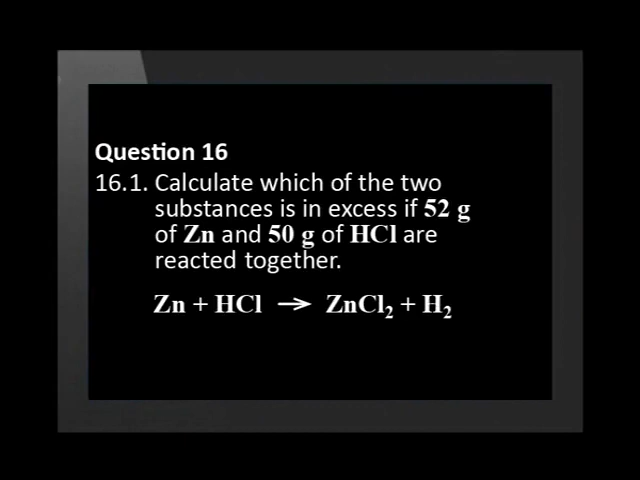 Question 16
16.1. Calculate which of the two
substances is in excess if 52 g
of Zn and 50 g of HCl are
reacted together.
Zn + HCl → ZnCl₂ + H₂